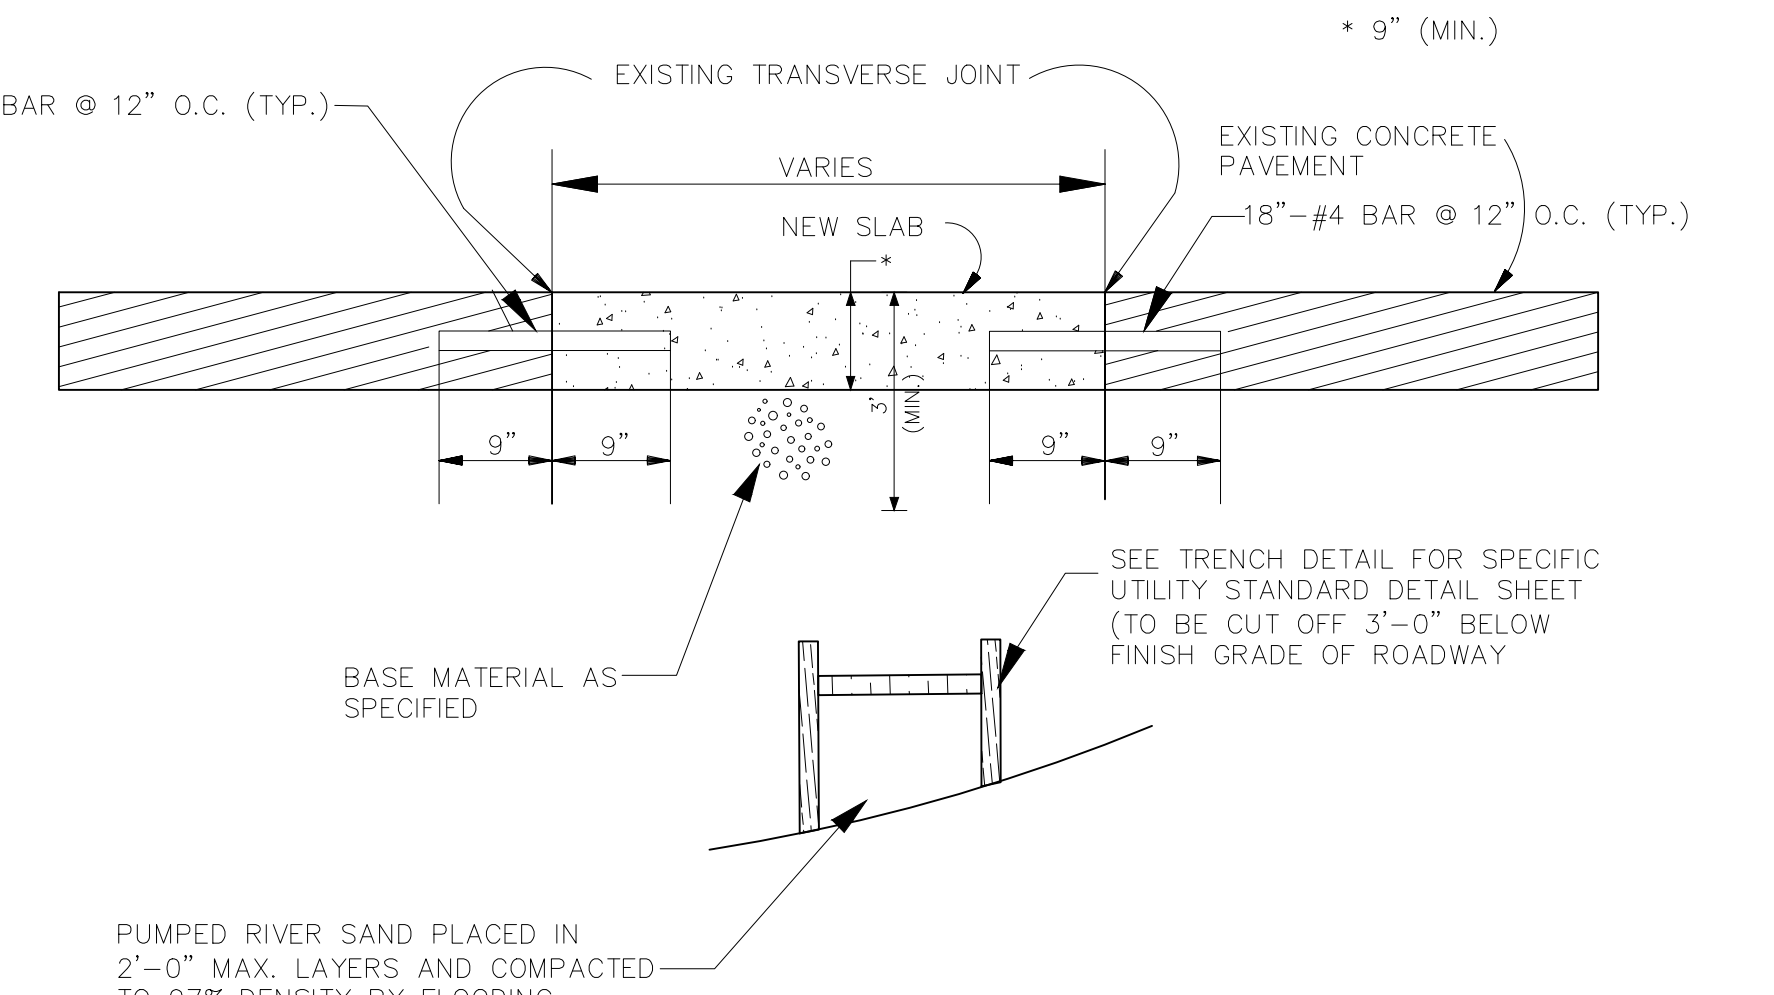 * 9” (MIN.)
EXISTING TRANSVERSE JOINT
BAR @ 12” O.C. (TYP.)
EXISTING CONCRETE
PAVEMENT
VARIES
18”-#4 BAR @ 12” O.C. (TYP.)
NEW SLAB
*
3’
(MIN.)
9”
9”
9”
9”
SEE TRENCH DETAIL FOR SPECIFIC
UTILITY STANDARD DETAIL SHEET
(TO BE CUT OFF 3’-0” BELOW
FINISH GRADE OF ROADWAY
BASE MATERIAL AS
SPECIFIED
PUMPED RIVER SAND PLACED IN
2’-0” MAX. LAYERS AND COMPACTED
DENSITY BY FLOODING